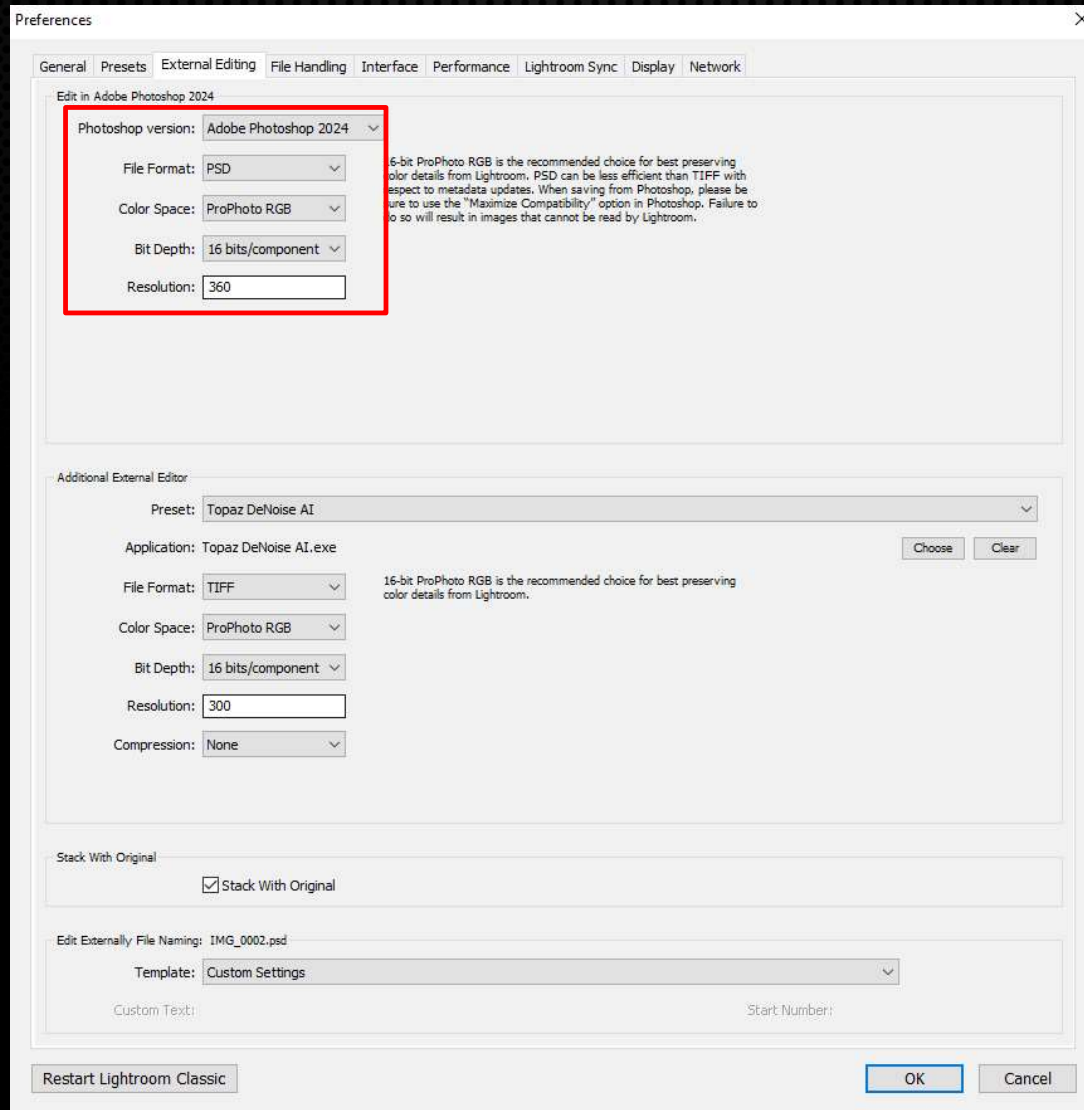 Preferences
General Presets External Editing File Handling Interface Performance Lightroom Sync Display Network
Edit in Adobe Photoshop 2024
Photoshop version: Adobe Photoshop 2024
File Format: PSD
Color Space: ProPhoto RGB
Bit Depth: 16 bits/component
Resolution: 360
6-bit ProPhoto RGB is the recommended choice for best preserving
olor details from Lightroom. PSD can be less efficient than TIFF with
espect to metadata updates. When saving from Photoshop, please be
ure to use the "Maximize Compatibility" option in Photoshop. Failure to
o so will result in images that cannot be read by Lightroom.
Additional External Editor
Preset: Topaz DeNoise AI
Application: Topaz DeNoise AI.exe
Choose Clear
File Format: TIFF
16-bit ProPhoto RGB is the recommended choice for best preserving
color details from Lightroom.
Color Space: ProPhoto RGB
Bit Depth: 16 bits/component
Resolution: 300
Compression: None
Stack With Original
Stack With Original
Edit Externally File Naming: IMG_0002.psd
Template: Custom Settings
Custom Text: Start Number:
Restart Lightroom Classic OK Cancel